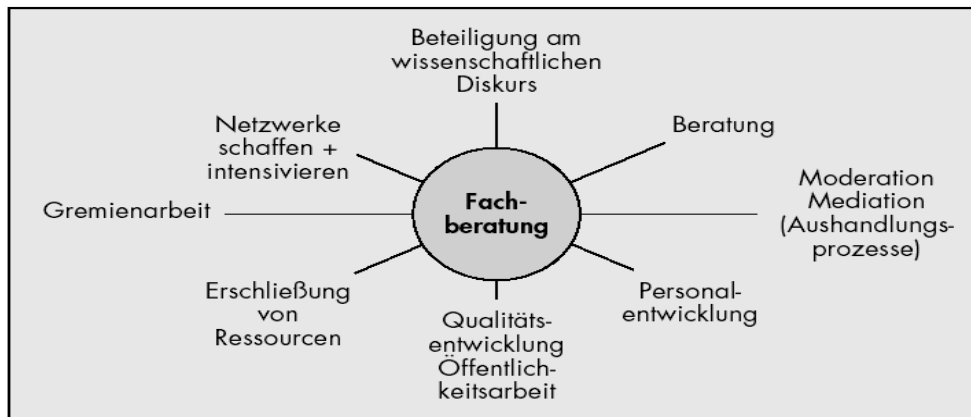 Beteiligung am
wissenschaftlichen
Diskurs
Netzwerke
schaffen +
intensivieren
Beratung
Gremienarbeit
Fach-
beratung
Moderation
Mediation
(Aushandlungs-
prozesse)
Erschließung
von
Ressourcen
Qualitäts-
entwicklung
Öffentlich-
keitsarbeit
Personal-
entwicklung